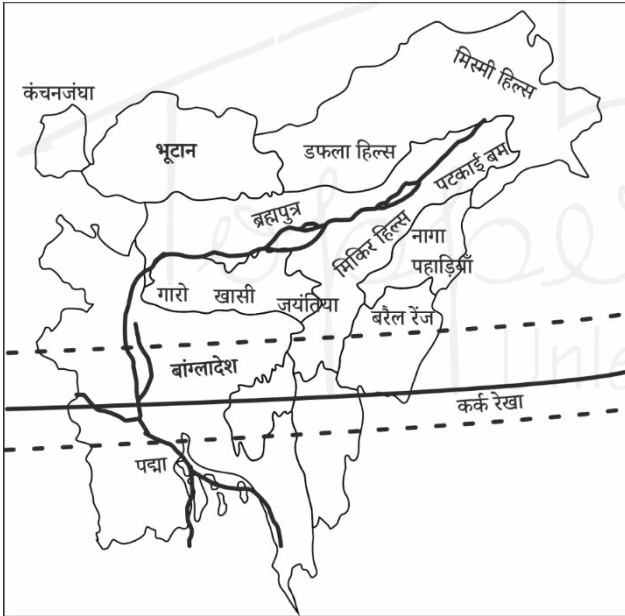 मिस्मी हिल्स
कंचनजंघा
भूटान
डफला हिल्स
पटकाई बम
ब्रह्मपुत्र
मिकिर हिल्स
नागा
पहाड़ियाँ
गारो खासी जयंतिया
बरैल रेंज
बांग्लादेश
कर्क रेखा
पद्मा